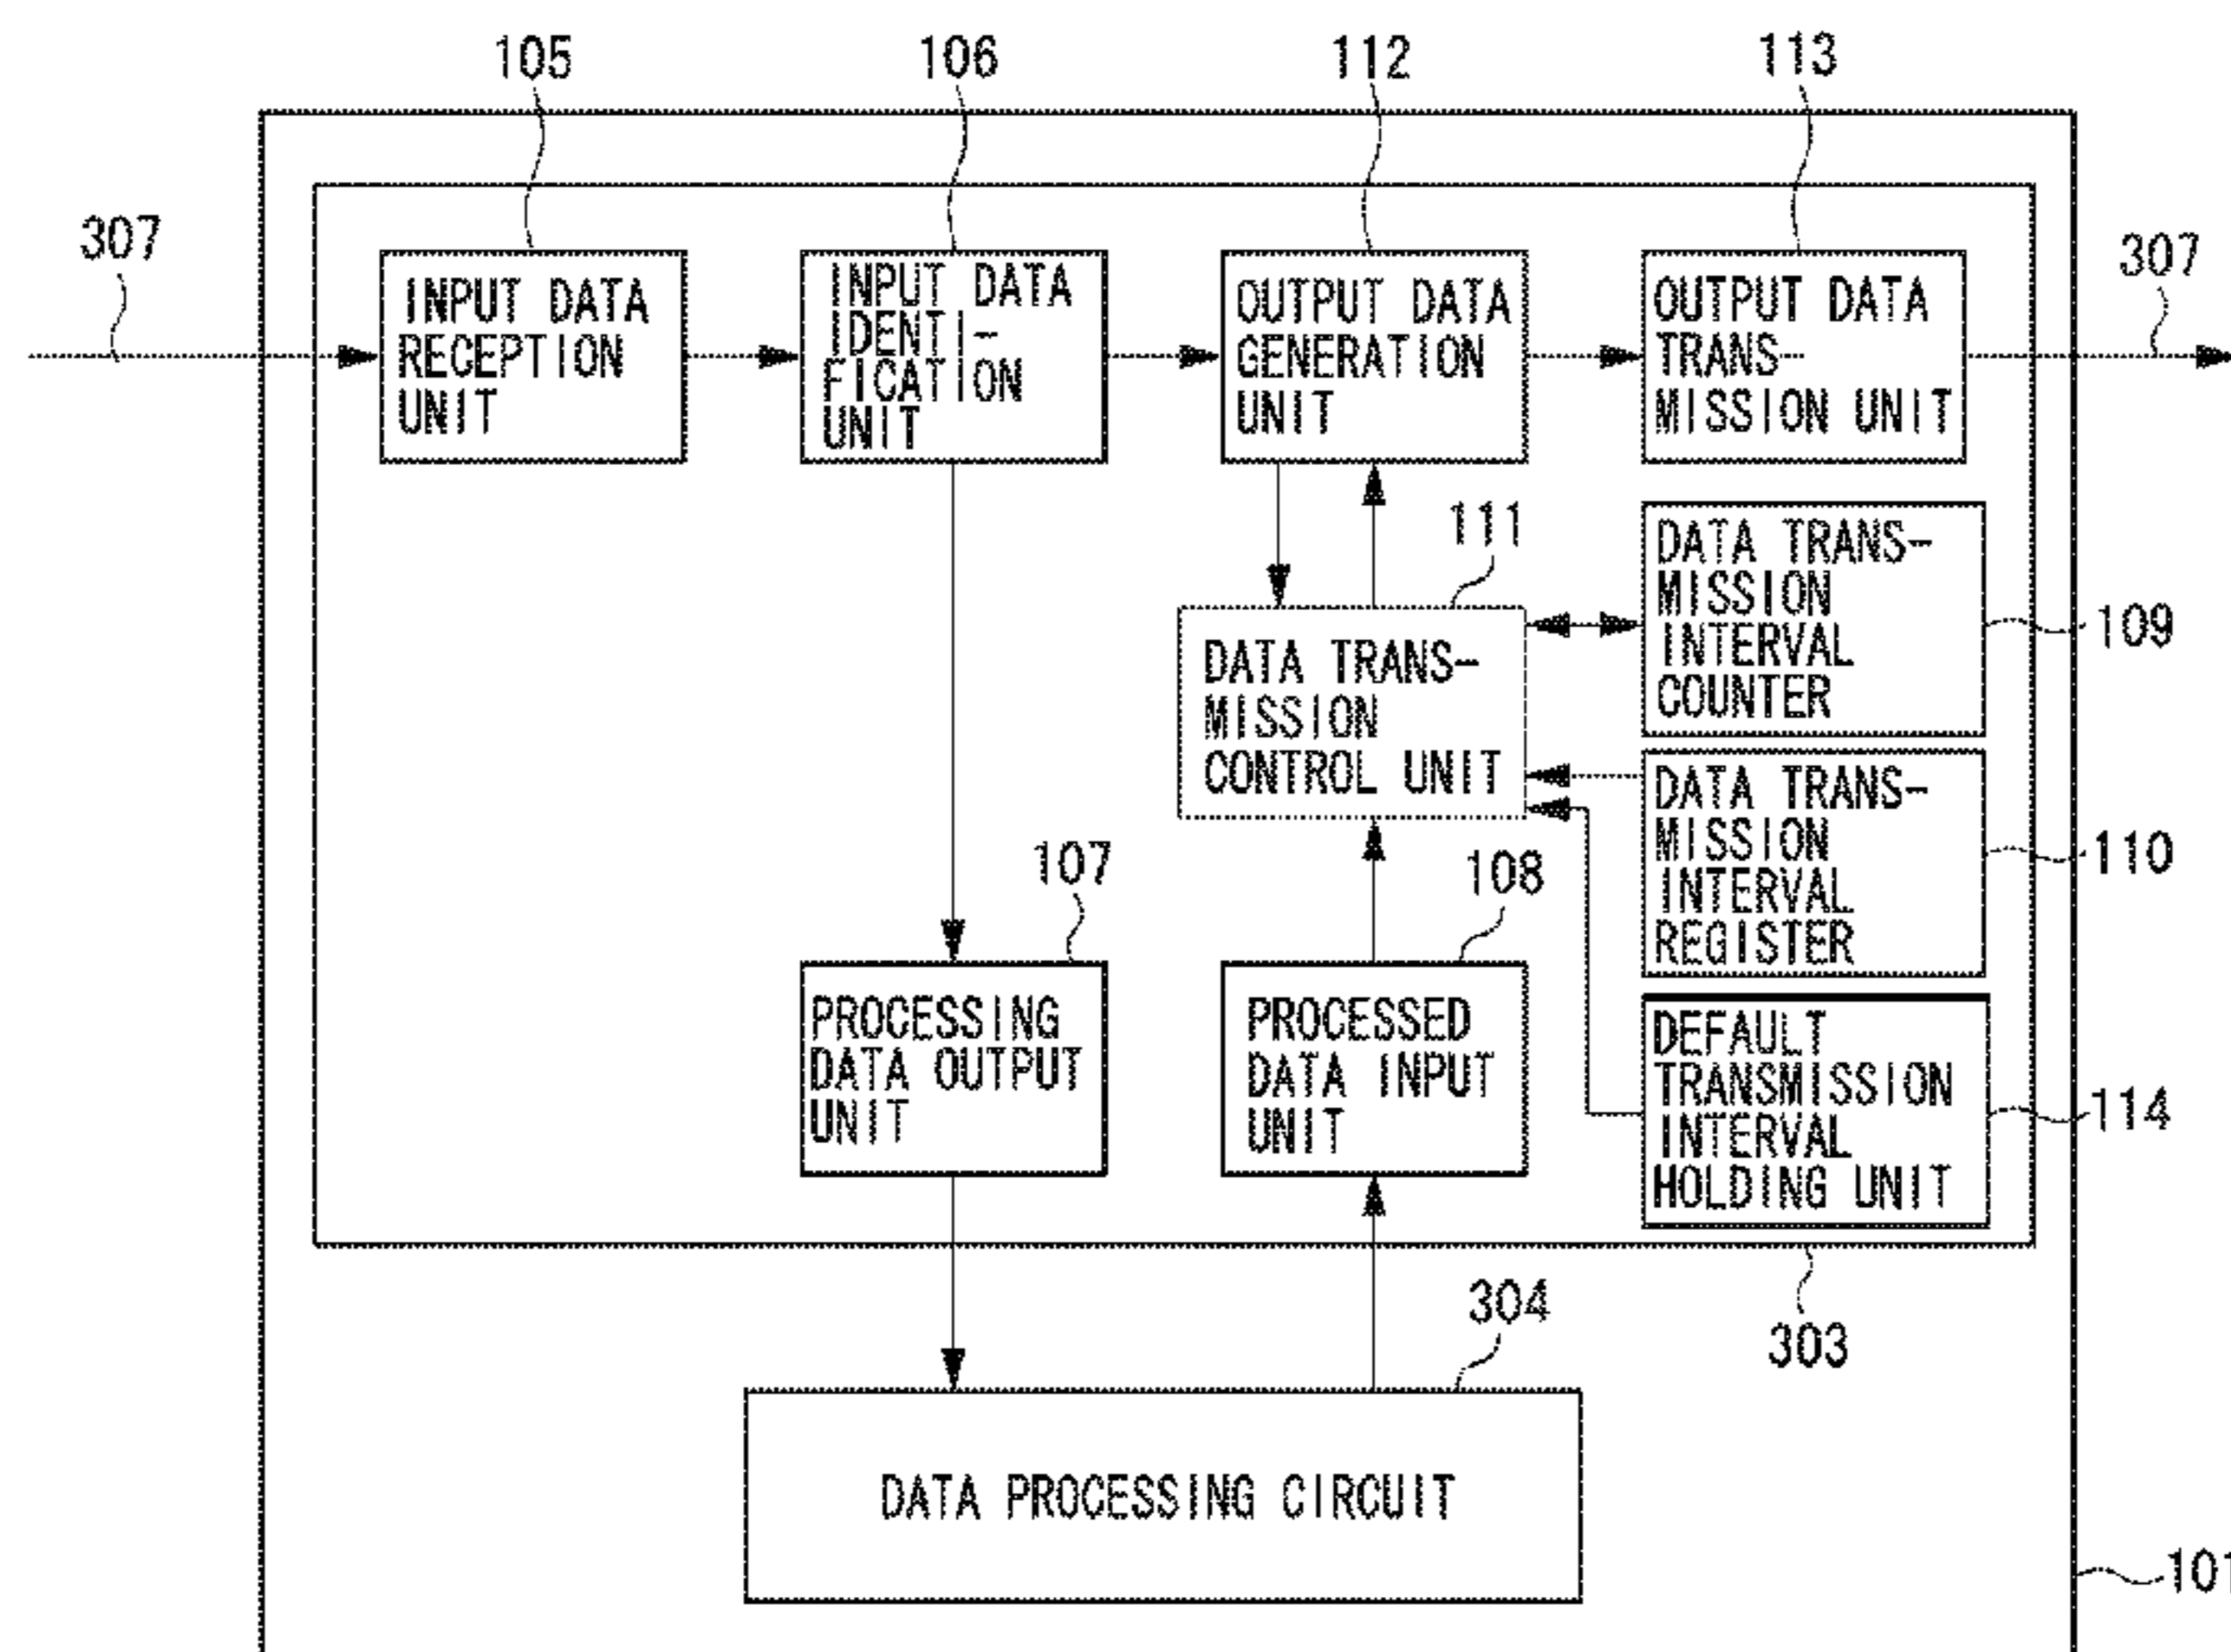 105
106
112
113
307
307
INPUT DATA
RECEPTION
UNIT
INPUT DATA
IDENTI-
FICATION
UNIT
OUTPUT DATA
GENERATION
UNIT
OUTPUT DATA
TRANS-
MISSION UNIT
111
DATA TRANS-
MISSION
CONTROL UNIT
DATA TRANS-
MISSION
INTERVAL
COUNTER
109
DATA TRANS-
MISSION
INTERVAL
REGISTER
110
107
108
PROCESSING
DATA OUTPUT
UNIT
PROCESSED
DATA INPUT
UNIT
DEFAULT
TRANSMISSION
INTERVAL
HOLDING UNIT
114
304
303
DATA PROCESSING CIRCUIT
101